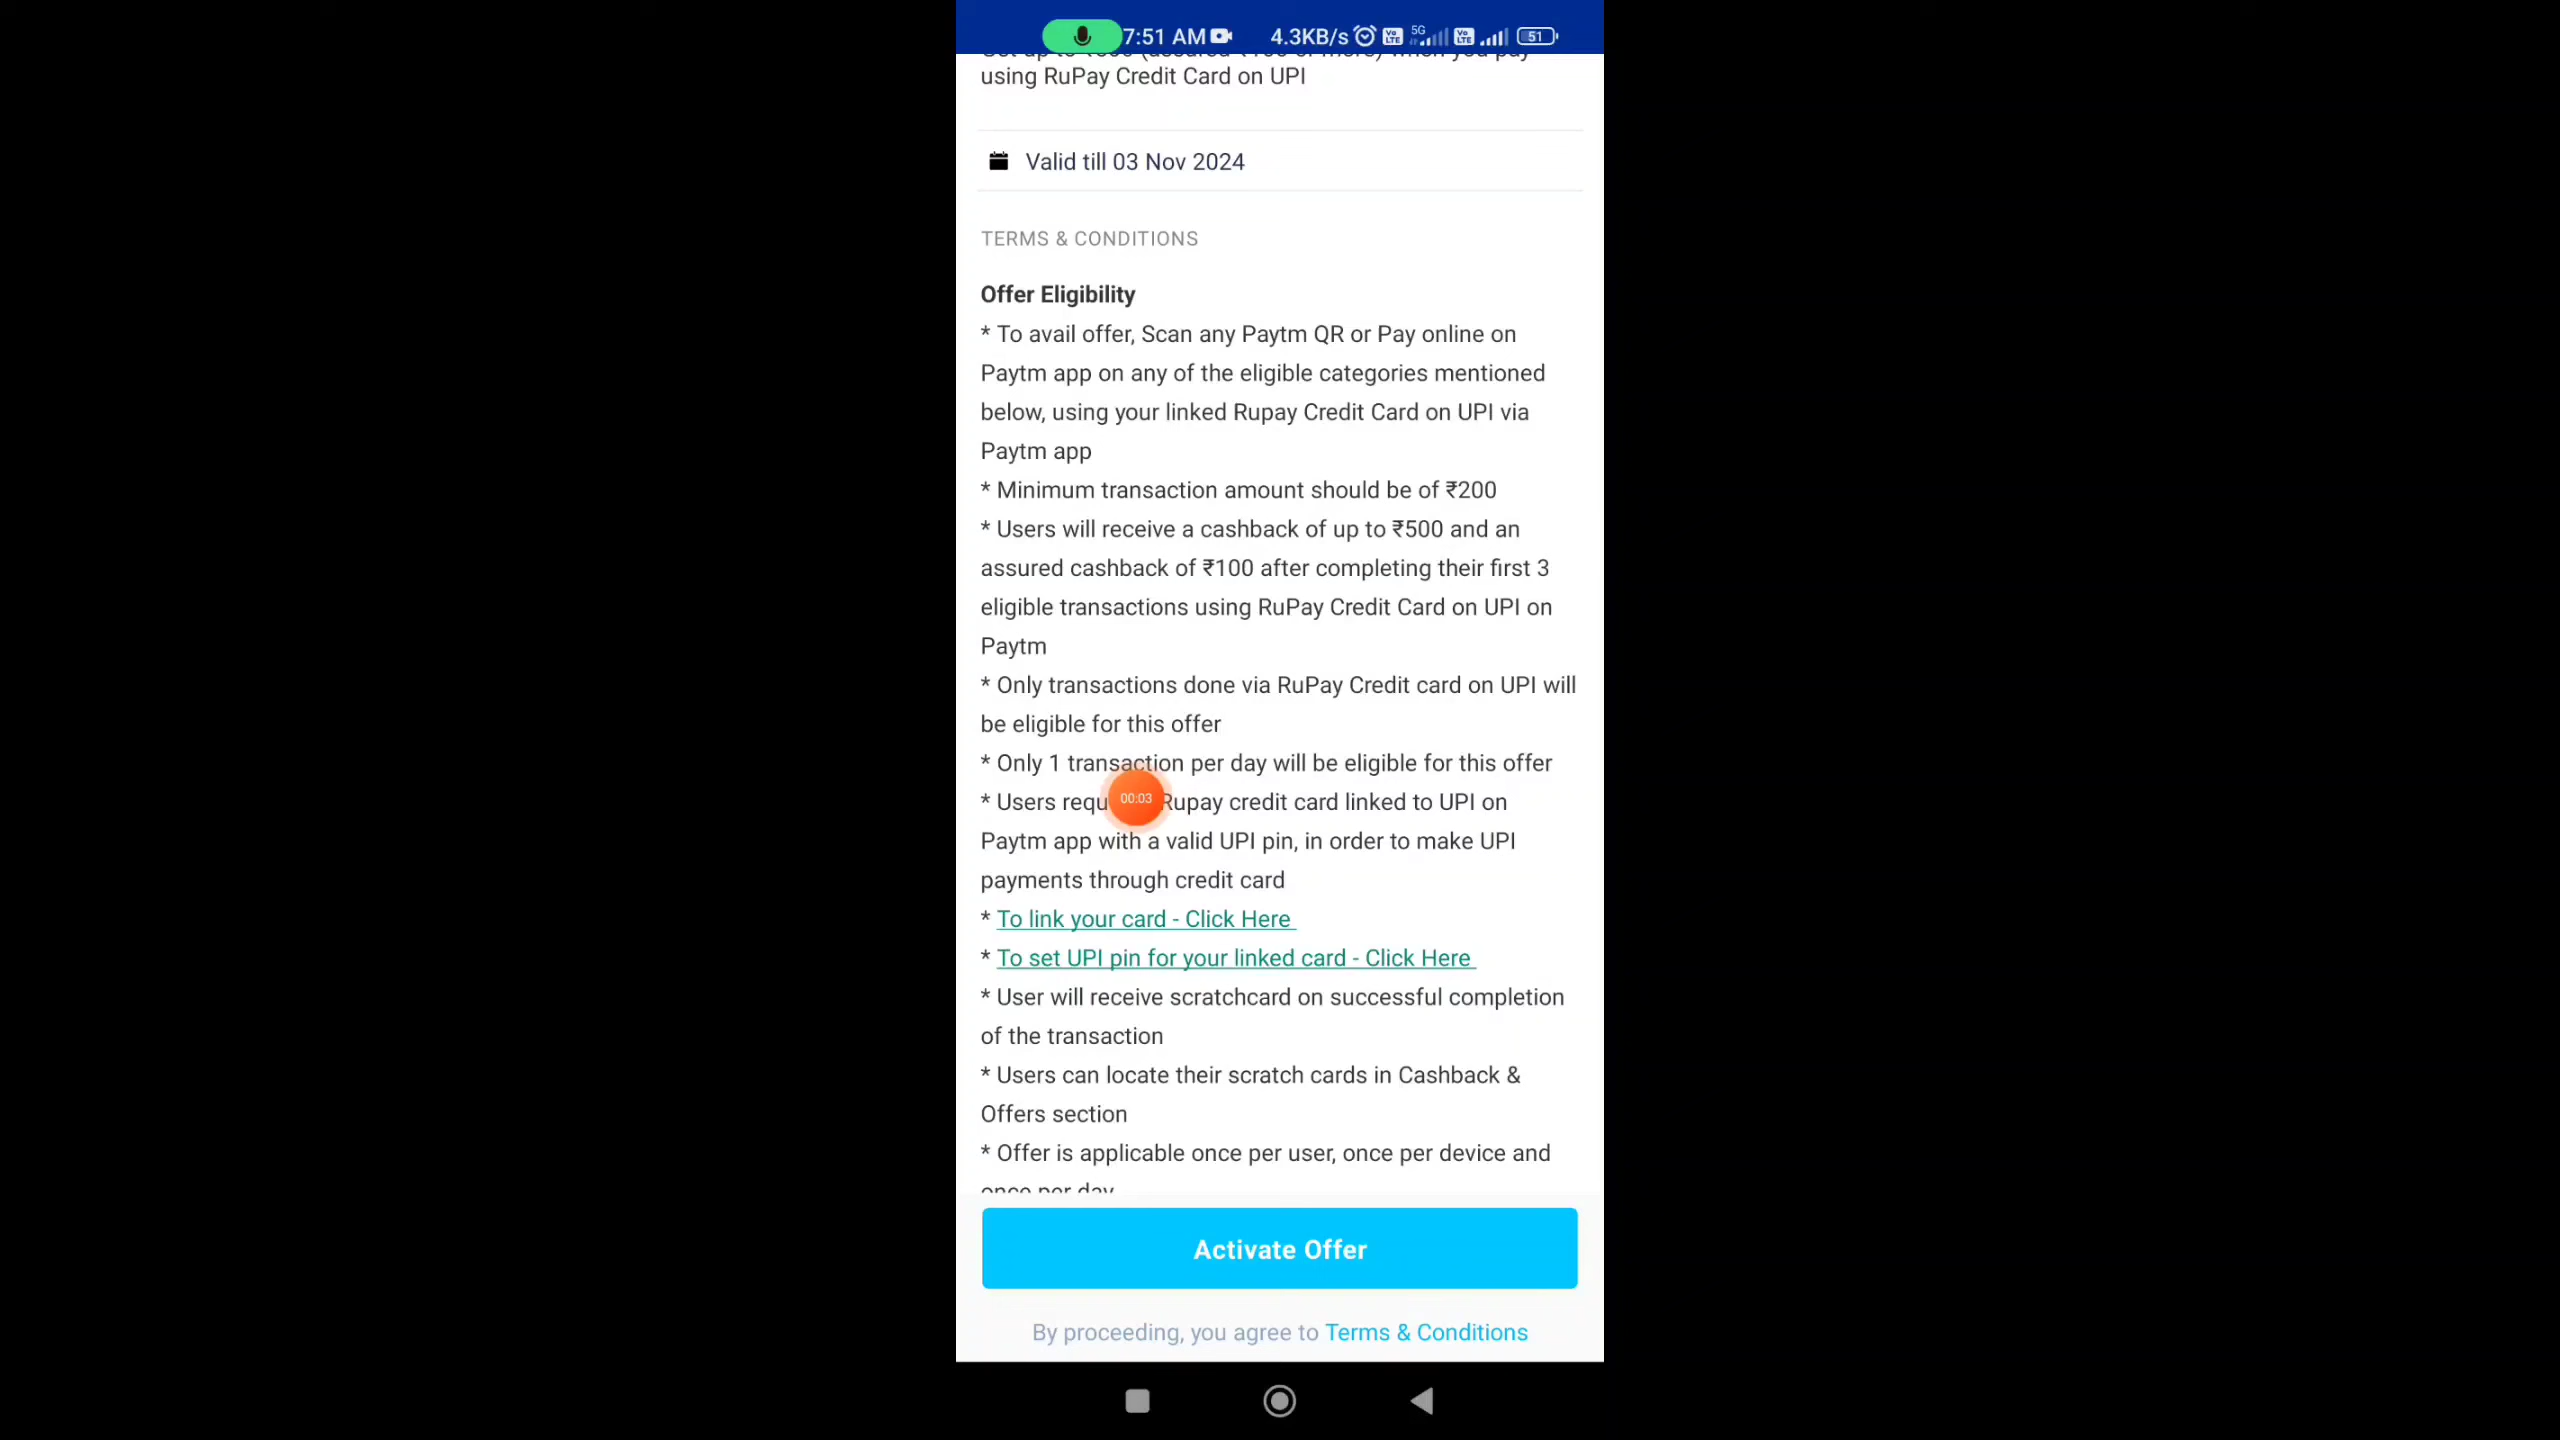 7:51 AM 4.3KB/s 5G 51
using RuPay Credit Card on UPI
Valid till 03 Nov 2024
TERMS & CONDITIONS
Offer Eligibility
* To avail offer, Scan any Paytm QR or Pay online on
Paytm app on any of the eligible categories mentioned
below, using your linked Rupay Credit Card on UPI via
Paytm app
* Minimum transaction amount should be of ₹200
* Users will receive a cashback of up to ₹500 and an
assured cashback of ₹100 after completing their first 3
eligible transactions using RuPay Credit Card on UPI on
Paytm
* Only transactions done via RuPay Credit card on UPI will
be eligible for this offer
* Only 1 transaction per day will be eligible for this offer
* Users requ 00:03 Rupay credit card linked to UPI on
Paytm app with a valid UPI pin, in order to make UPI
payments through credit card
* To link your card - Click Here
* To set UPI pin for your linked card - Click Here
* User will receive scratchcard on successful completion
of the transaction
* Users can locate their scratch cards in Cashback &
Offers section
* Offer is applicable once per user, once per device and
once per day
Activate Offer
By proceeding, you agree to Terms & Conditions